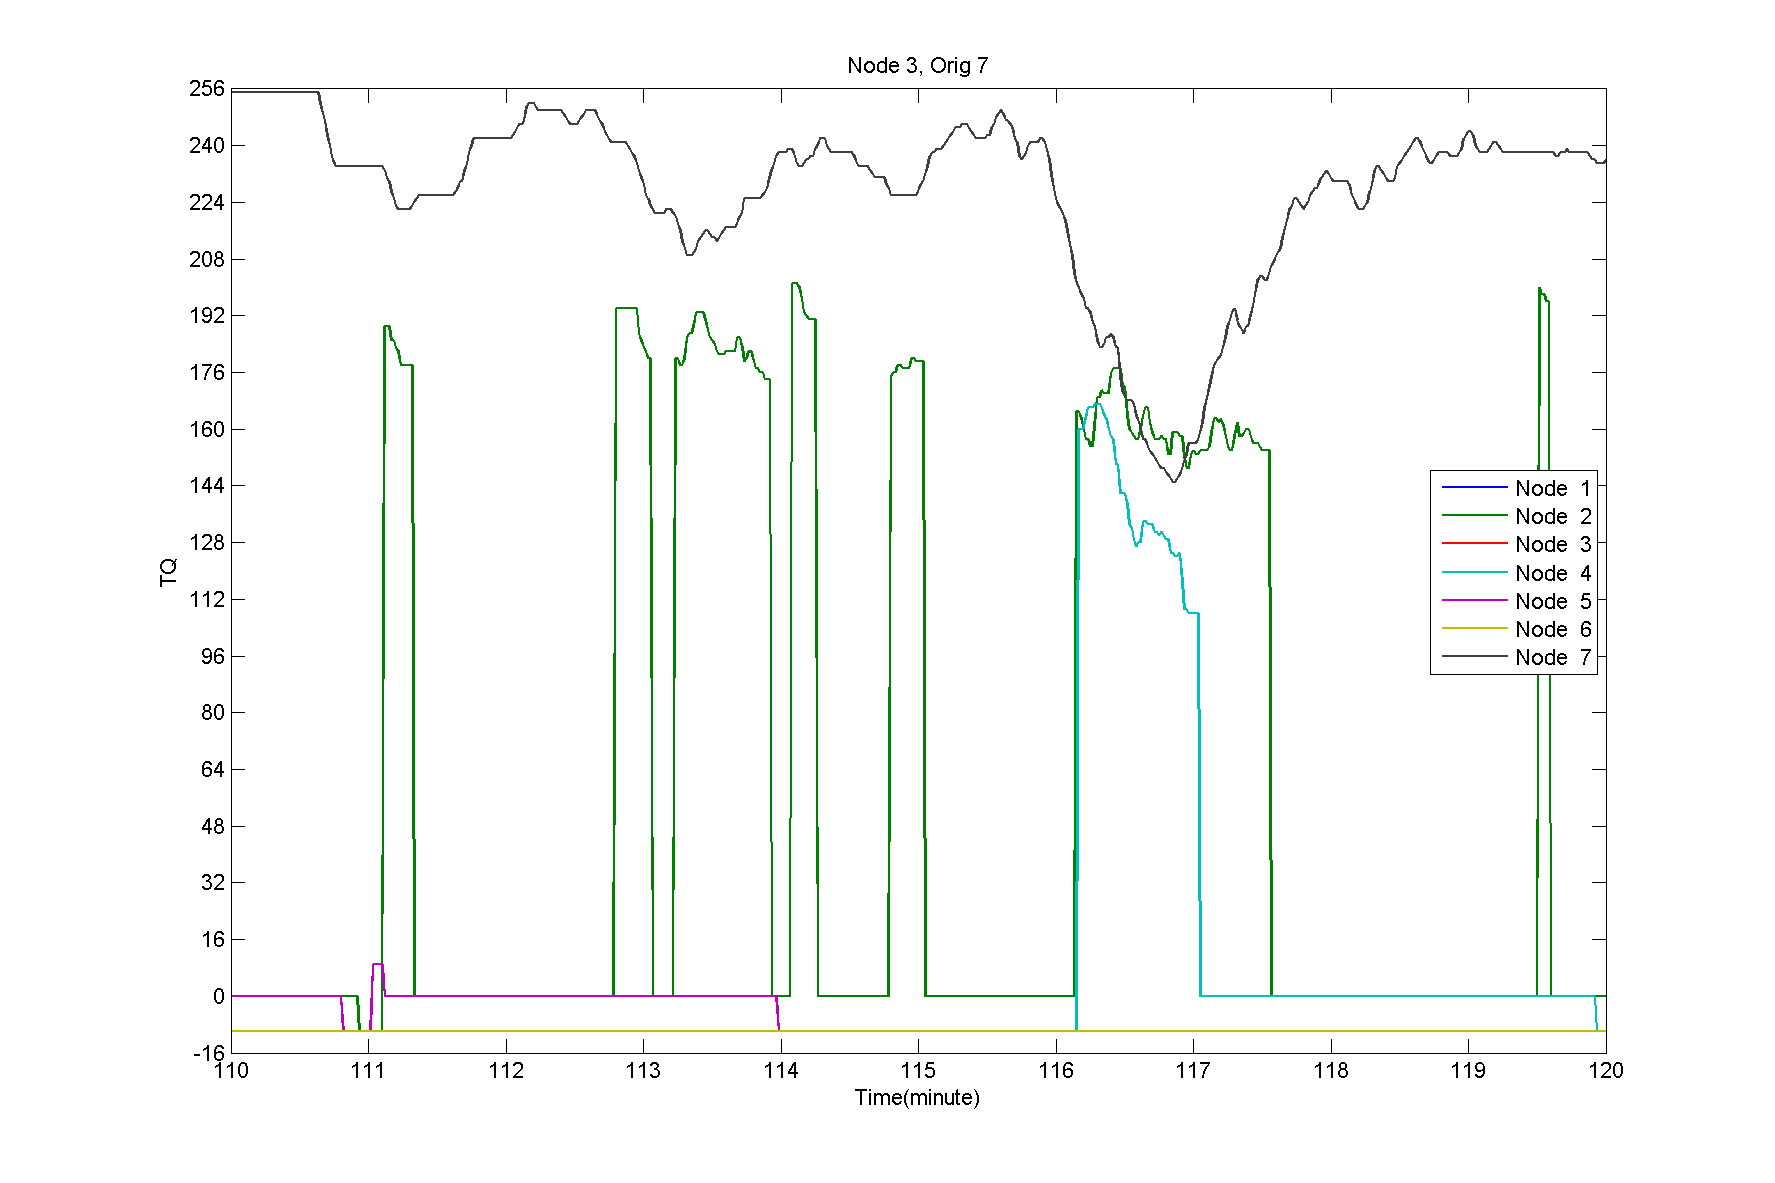 Node 3, Orig 7
256
240
224
208
192
176
160
144
128
112
96
80
64
48
32
16
0
-16
TQ
Node 1
Node 2
Node 3
Node 4
Node 5
Node 6
Node 7
110 111 112 113 114 115 116 117 118 119 120
Time(minute)